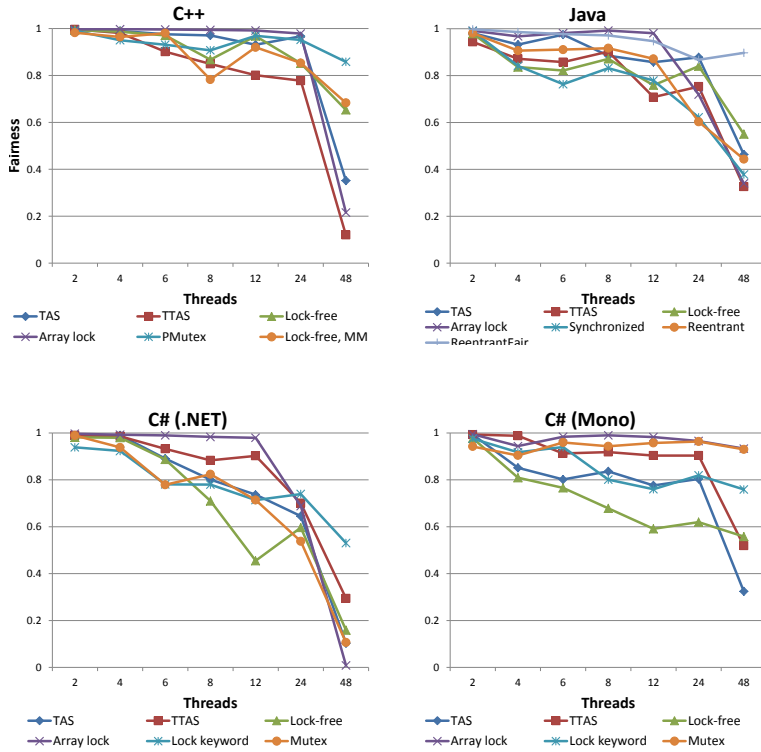 C++
Fairness
1
0.8
0.6
0.4
0.2
0
2 4 6 8 12 24 48
Threads
TAS TTAS Lock-free
Array lock PMutex Lock-free, MM
Java
1
0.8
0.6
0.4
0.2
0
2 4 6 8 12 24 48
Threads
TAS TTAS Lock-free
Array lock Synchronized Reentrant
ReentrantFair
C# (.NET)
1
0.8
0.6
0.4
0.2
0
2 4 6 8 12 24 48
Threads
TAS TTAS Lock-free
Array lock Lock keyword Mutex
C# (Mono)
1
0.8
0.6
0.4
0.2
0
2 4 6 8 12 24 48
Threads
TAS TTAS Lock-free
Array lock Lock keyword Mutex